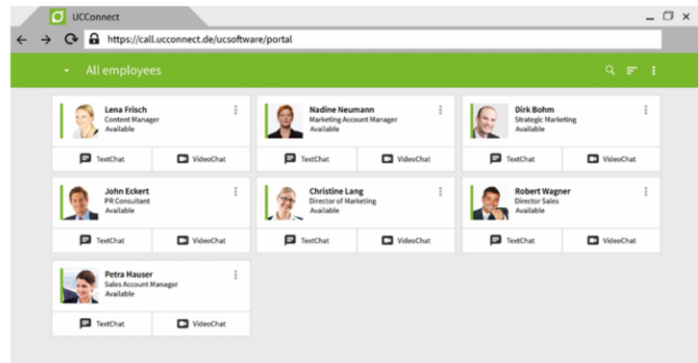 UCConnect
https://call.ucconnect.de/ucsoftware/portal
All employees
Lena Frisch
Content Manager
Available
TextChat
VideoChat
Nadine Neumann
Marketing Account Manager
Available
TextChat
VideoChat
Dirk Bohm
Strategic Marketing
Available
TextChat
VideoChat
John Eckert
PR Consultant
Available
TextChat
VideoChat
Christine Lang
Director of Marketing
Available
TextChat
VideoChat
Robert Wagner
Director Sales
Available
TextChat
VideoChat
Petra Hauser
Sales Account Manager
Available
TextChat
VideoChat